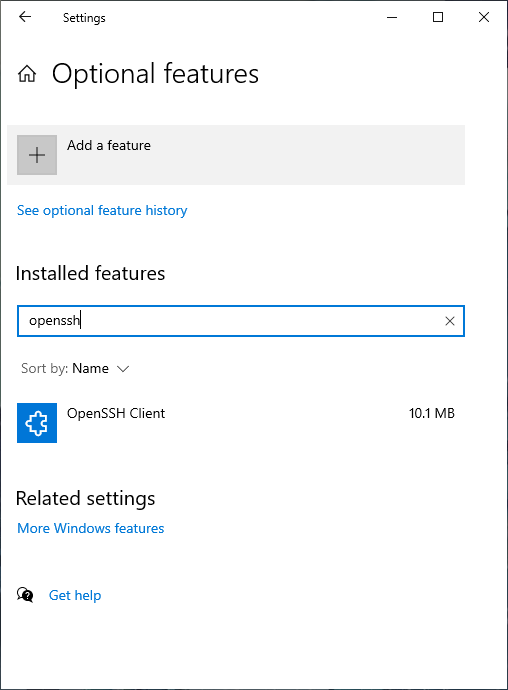 Settings
Optional features
Add a feature
See optional feature history
Installed features
openssh
Sort by: Name
OpenSSH Client 10.1 MB
Related settings
More Windows features
Get help